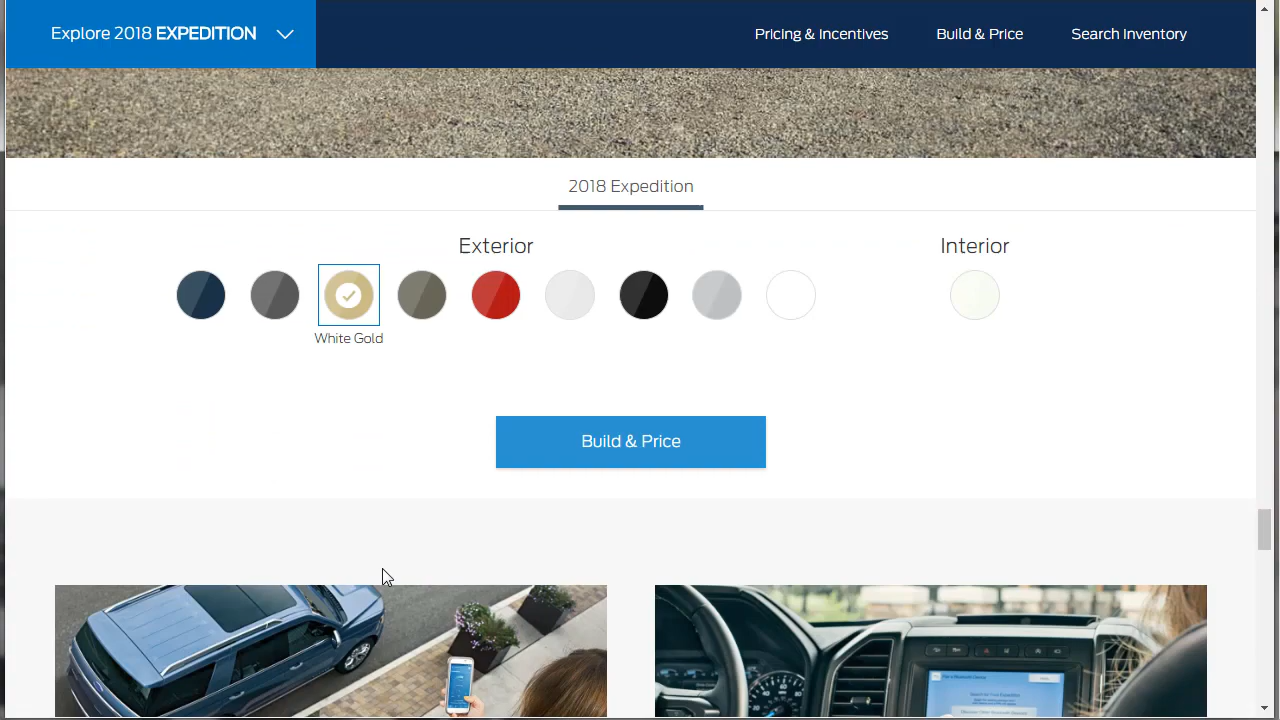 Explore 2018 EXPEDITION
Pricing & Incentives
Build & Price
Search Inventory
2018 Expedition
Exterior
Interior
White Gold
Build & Price